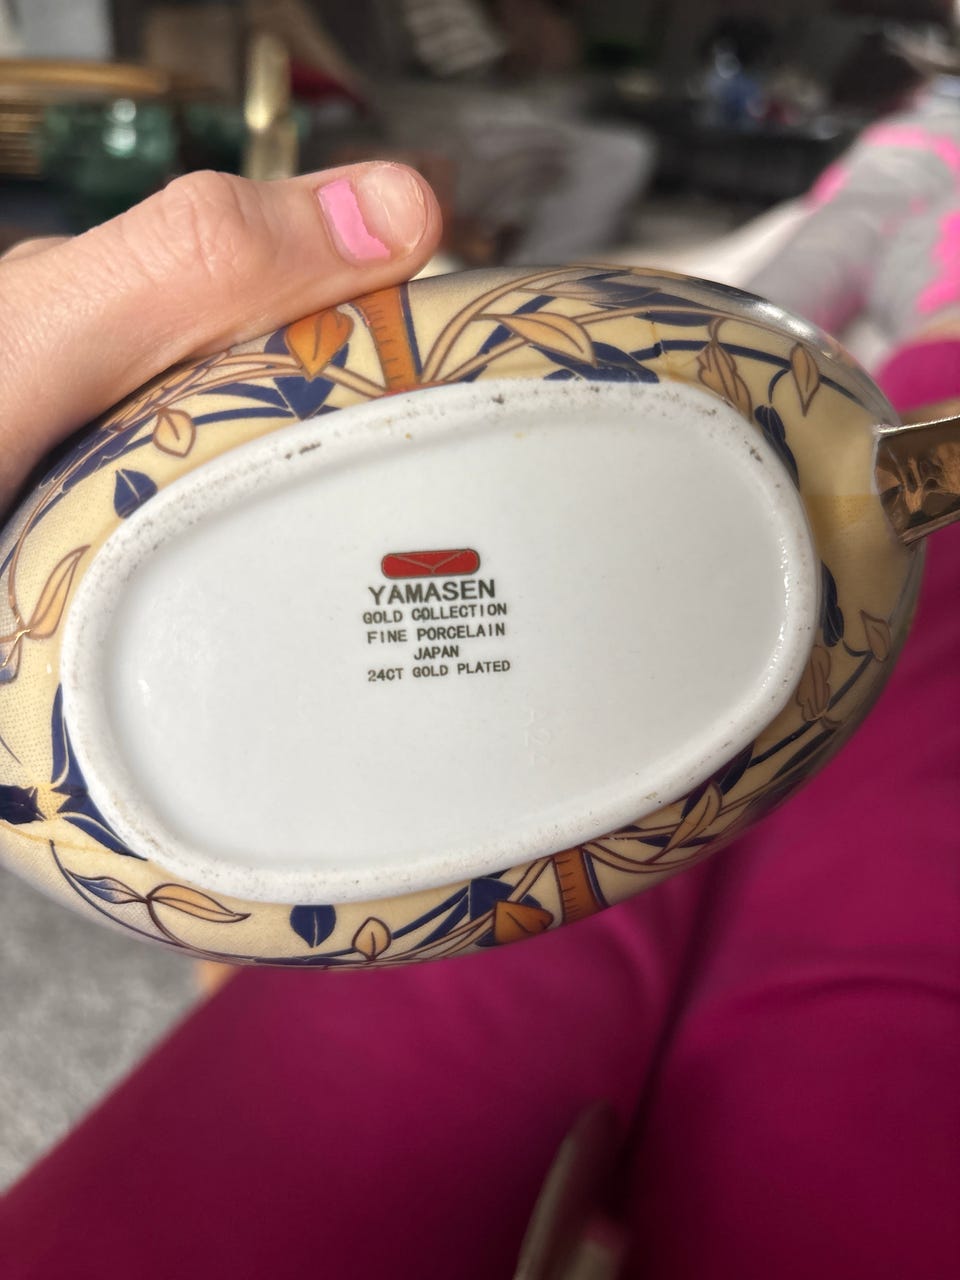 YAMASEN
GOLD COLLECTION
FINE PORCELAIN
JAPAN
24CT GOLD PLATED